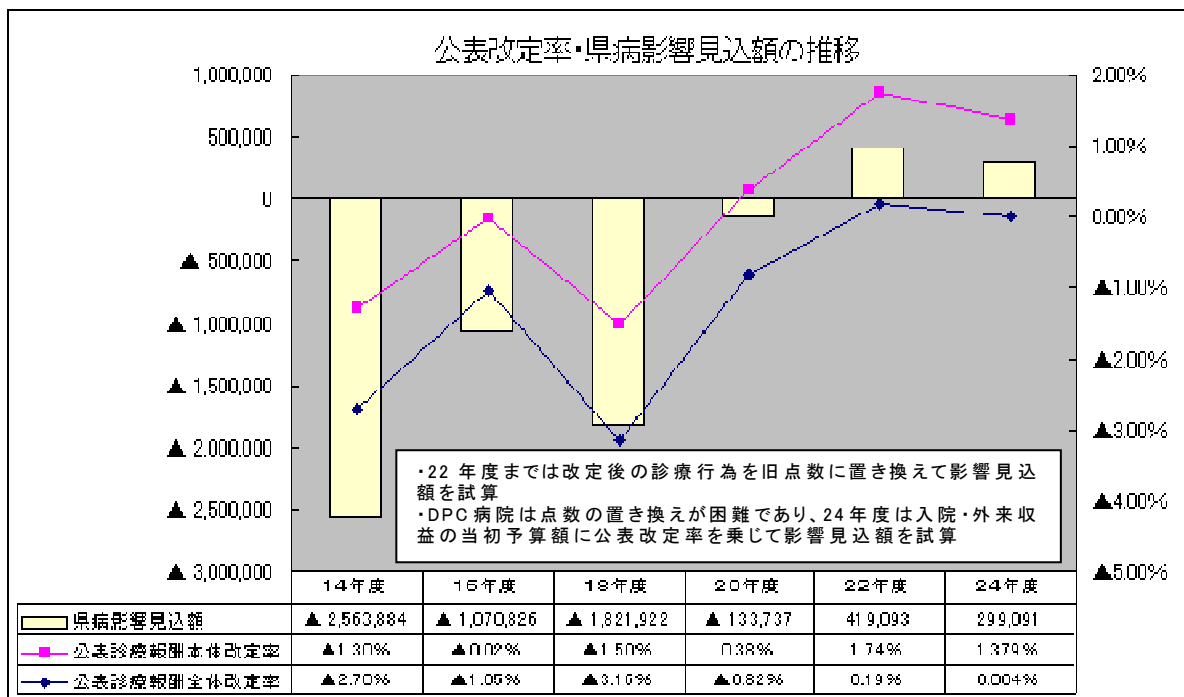 公表改定率・県病影響見込額の推移
1,000,000
500,000
0
▲ 500,000
▲ 1,000,000
▲ 1,500,000
▲ 2,000,000
▲ 2,500,000
▲ 3,000,000
2.00%
1.00%
0.00%
▲1.00%
▲2.00%
▲3.00%
▲4.00%
▲5.00%
・22 年度までは改定後の診療行為を旧点数に置き換えて影響見込
額を試算
・DPC 病院は点数の置き換えが困難であり、24年度は入院・外来収
益の当初予算額に公表改定率を乗じて影響見込額を試算
14年度 16年度 18年度 20年度 22年度 24年度
県病影響見込額 ▲ 2,563,884 ▲ 1,070,826 ▲ 1,821,922 ▲ 133,737 419,093 299,091
公表診療報酬本体改定率 ▲1.30% ▲0.02% ▲1.50% 0.38% 1.74% 1.379%
公表診療報酬全体改定率 ▲2.70% ▲1.05% ▲3.16% ▲0.82% 0.19% 0.004%